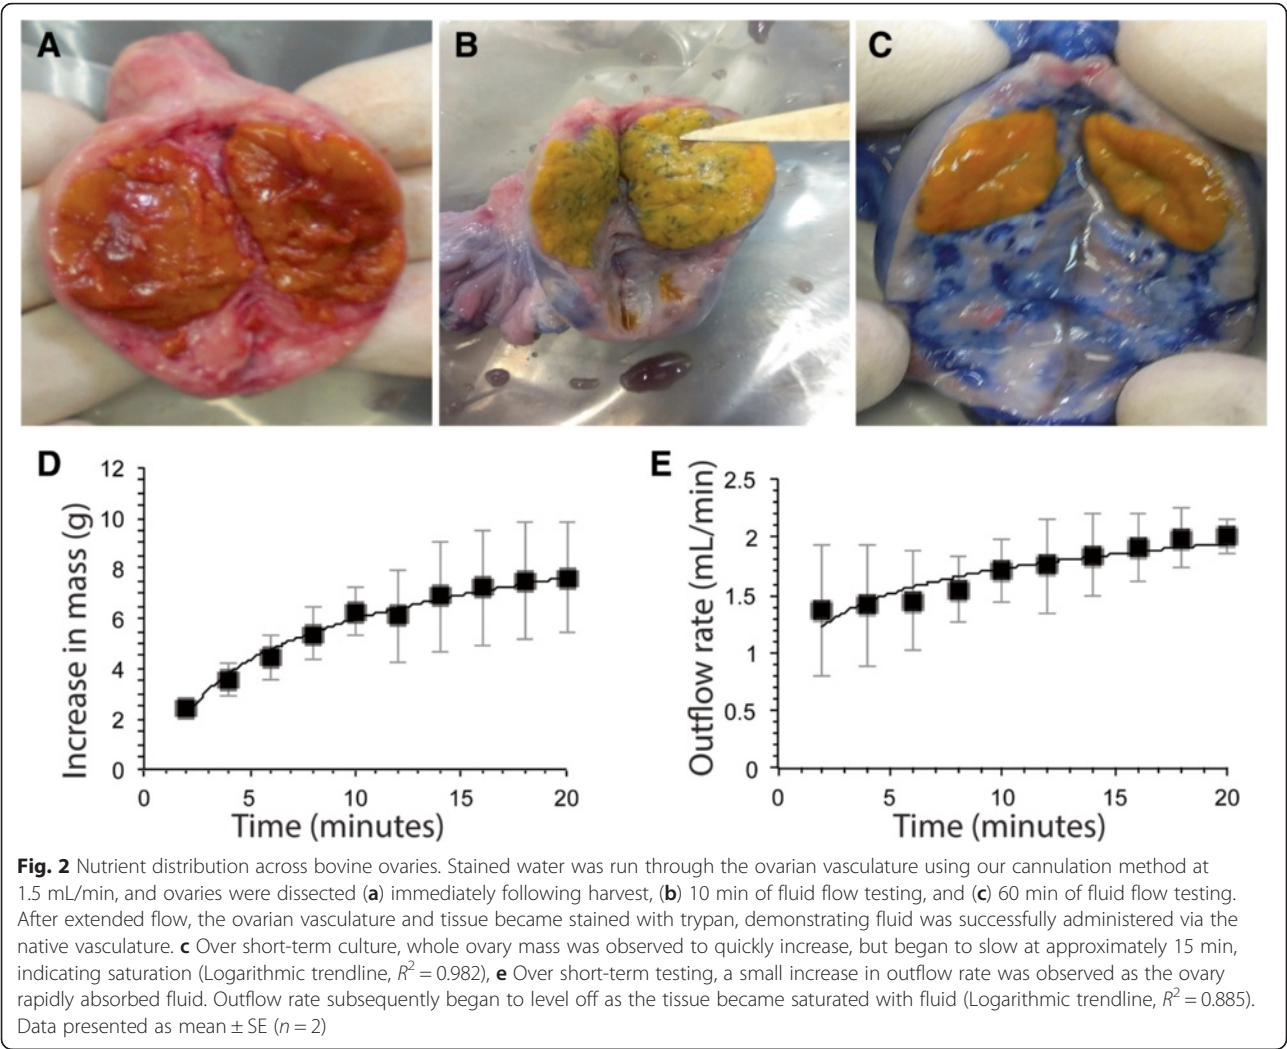 A
B
C
D
12
10
8
6
4
2
0
Increase in mass (g)
0 5 10 15 20
Time (minutes)
E
2.5
2
1.5
1
0.5
0
Outflow rate (mL/min)
0 5 10 15 20
Time (minutes)
Fig. 2 Nutrient distribution across bovine ovaries. Stained water was run through the ovarian vasculature using our cannulation method at
1.5 mL/min, and ovaries were dissected (a) immediately following harvest, (b) 10 min of fluid flow testing, and (c) 60 min of fluid flow testing.
After extended flow, the ovarian vasculature and tissue became stained with trypan, demonstrating fluid was successfully administered via the
native vasculature. c Over short-term culture, whole ovary mass was observed to quickly increase, but began to slow at approximately 15 min,
indicating saturation (Logarithmic trendline, R² = 0.982), e Over short-term testing, a small increase in outflow rate was observed as the ovary
rapidly absorbed fluid. Outflow rate subsequently began to level off as the tissue became saturated with fluid (Logarithmic trendline, R² = 0.885).
Data presented as mean ± SE (n = 2)